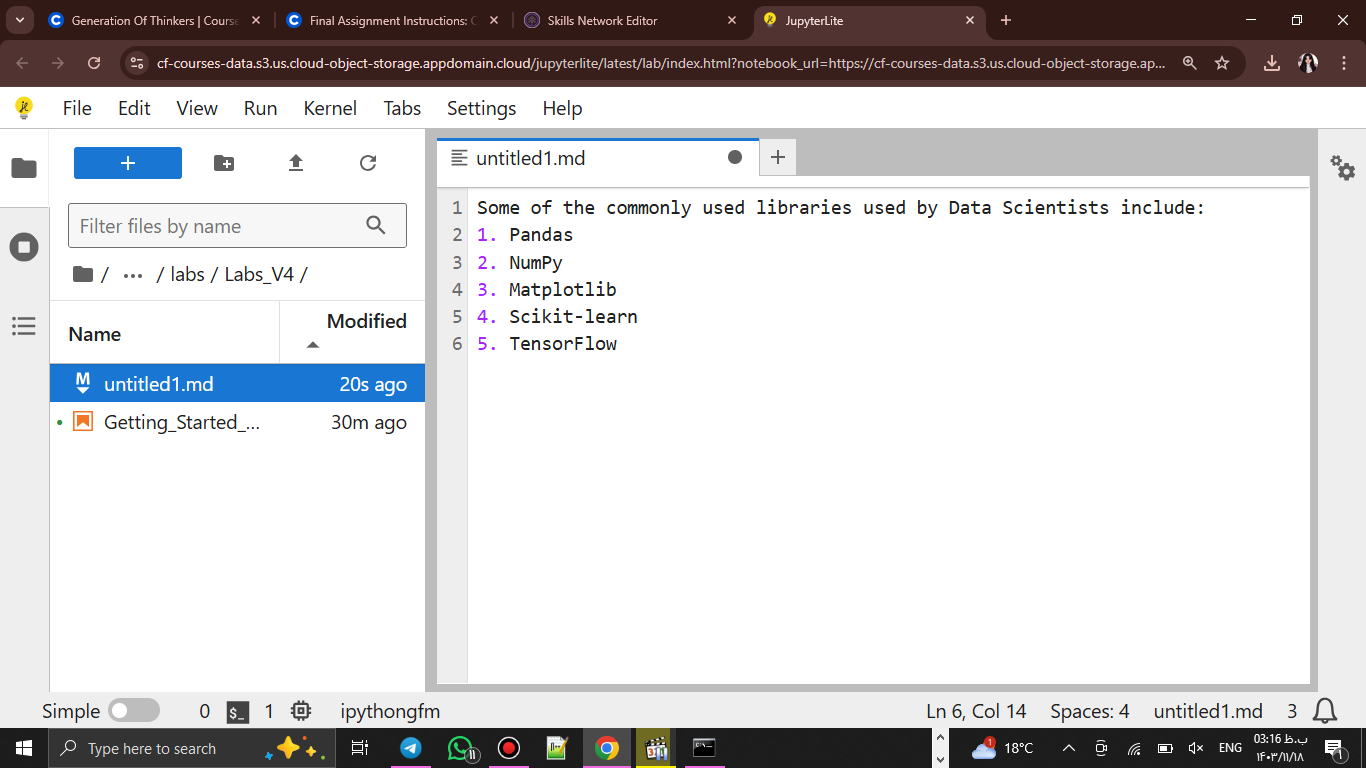 Generation Of Thinkers | Course
Final Assignment Instructions: C
Skills Network Editor
JupyterLite
cf-courses-data.s3.us.cloud-object-storage.appdomain.cloud/jupyterlite/latest/lab/index.html?notebook_url=https://cf-courses-data.s3.us.cloud-object-storage.ap...
File Edit View Run Kernel Tabs Settings Help
untitled1.md
Filter files by name
/ ... / labs / Labs_V4 /
Name Modified
untitled1.md 20s ago
Getting_Started_... 30m ago
1 Some of the commonly used libraries used by Data Scientists include:
2 1. Pandas
3 2. NumPy
4 3. Matplotlib
5 4. Scikit-learn
6 5. TensorFlow
Simple 0 $_ 1 ipythongfm Ln 6, Col 14 Spaces: 4 untitled1.md 3
Type here to search
1 18°C ENG
03:16 ب.ظ
۱۴۰۳/۱۱/۱۸
1